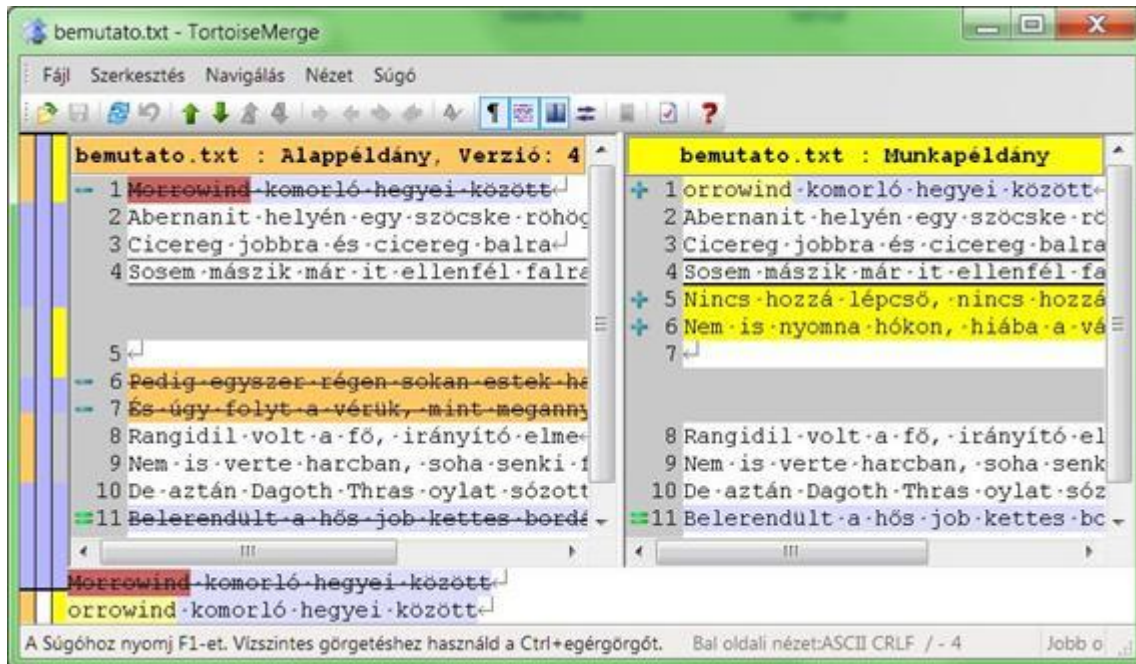 bemutato.txt - TortoiseMerge
Fájl Szerkesztés Navigálás Nézet Súgó
bemutato.txt : Alappéldány, Verzió: 4
1 Morrowind·komorló·hegyei·között↵
2 Abernanit·helyén·egy·szöcske·röhög
3 Cicereg·jobbra·és·cicereg·balra↵
4 Sosem·mászik·már·it·ellenfél·falra
5 ↵
6 Pedig·egyszer·régen·sokan·estek·ha
7 És·úgy·folyt·a·vérük,·mint·meganny
8 Rangidil·volt·a·fő,·irányító·elme
9 Nem·is·verte·harcban,·soha·senki·f
10 De·aztán·Dagoth·Thras·oylat·sózott
11 Belerendült·a·hős·job·kettes·bordá
bemutato.txt : Munkapéldány
1 orrowind·komorló·hegyei·között
2 Abernanit·helyén·egy·szöcske·rö
3 Cicereg·jobbra·és·cicereg·balra
4 Sosem·mászik·már·it·ellenfél·fa
5 Nincs·hozzá·lépcső,·nincs·hozzá
6 Nem·is·nyomna·hókon,·hiába·a·vá
7 ↵
8 Rangidil·volt·a·fő,·irányító·el
9 Nem·is·verte·harcban,·soha·senk
10 De·aztán·Dagoth·Thras·oylat·sóz
11 Belerendült·a·hős·job·kettes·bo
Morrowind·komorló·hegyei·között↵
orrowind·komorló·hegyei·között↵
A Súgóhoz nyomj F1-et. Vízszintes görgetéshez használd a Ctrl+egérgörgőt. Bal oldali nézet:ASCII CRLF / - 4 Jobb o